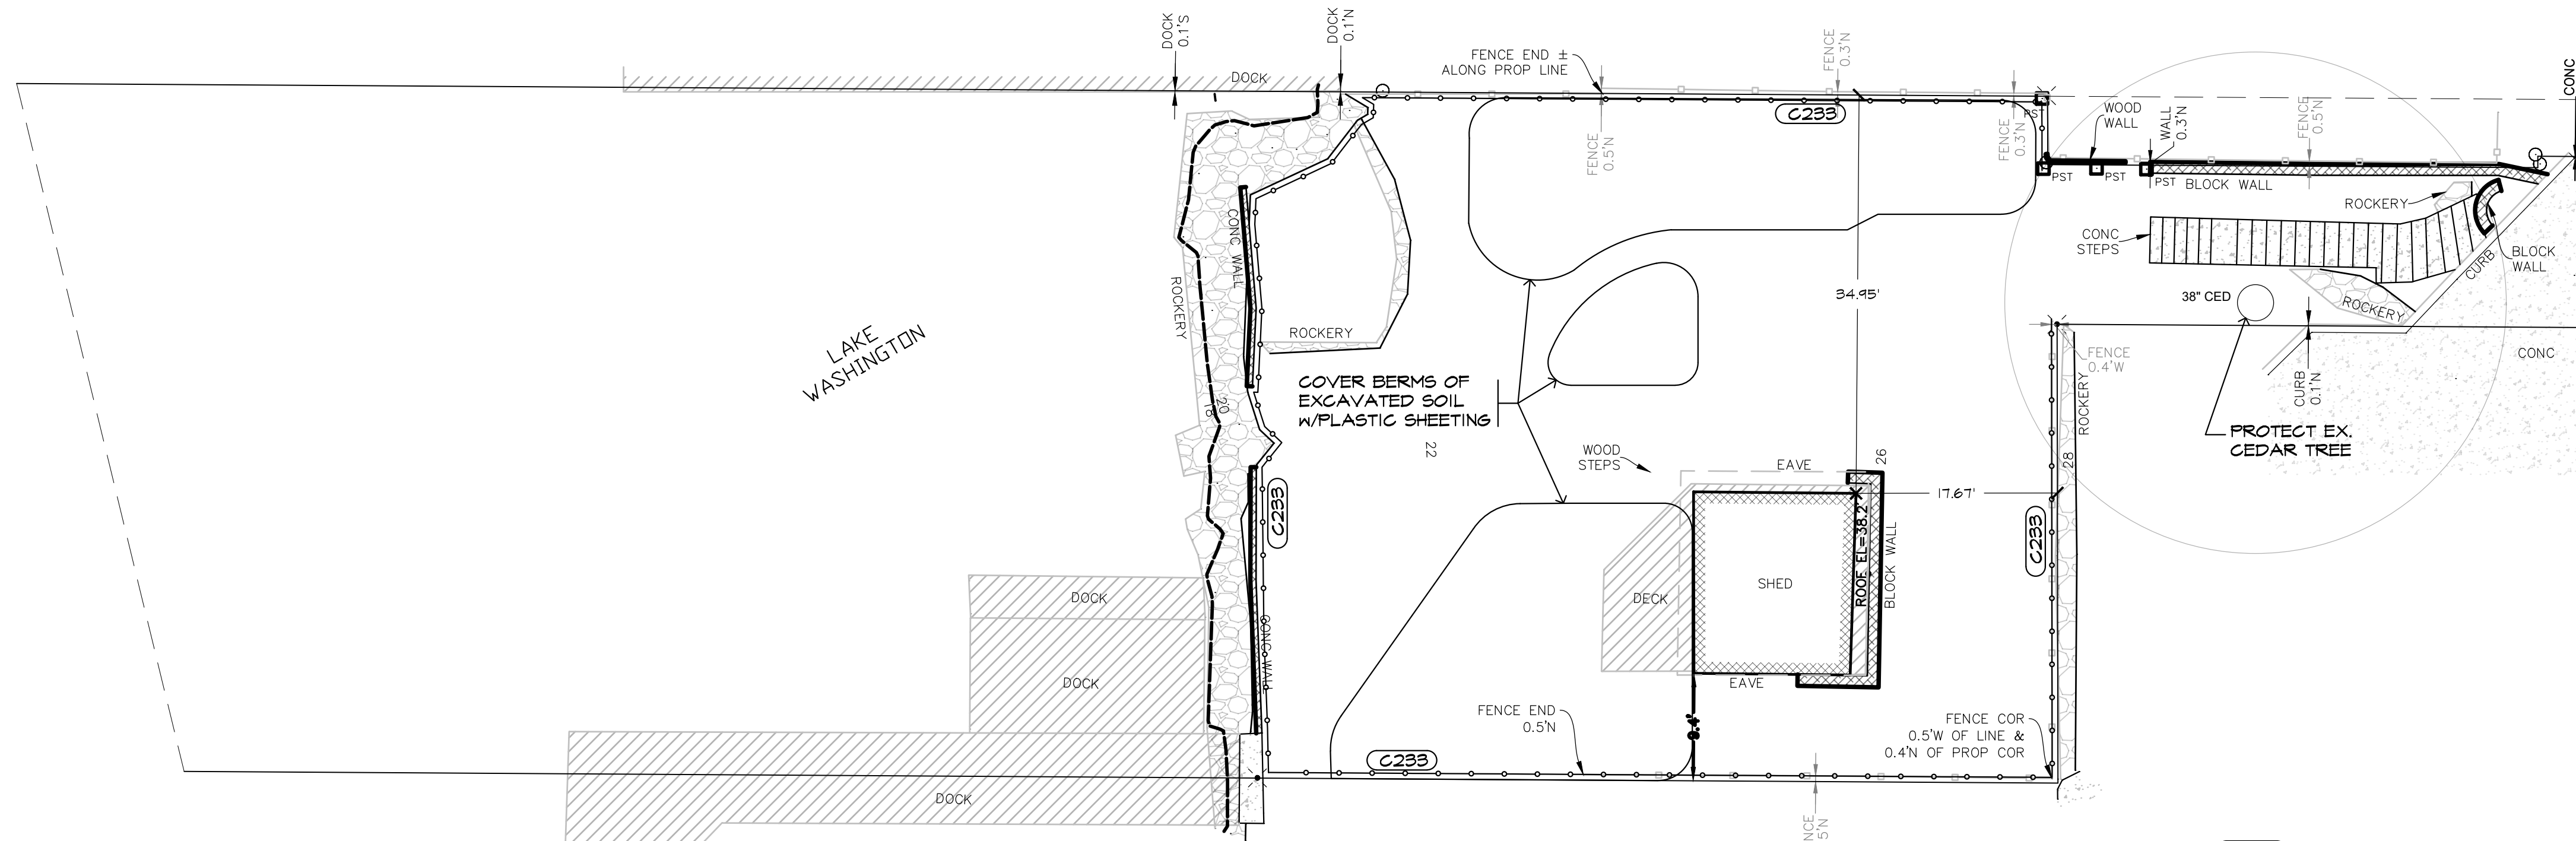 DOCK
0.1'S
DOCK
0.1'N
DOCK
FENCE END ±
ALONG PROP LINE
FENCE
0.3'N
CONC
C233
FENCE
0.5'N
FENCE
0.3'N
WOOD
WALL
WALL
0.3'N
FENCE
0.5'N
PST
PST
PST
BLOCK WALL
ROCKERY
CONC
STEPS
BLOCK
WALL
CURB
CONC WALL
ROCKERY
ROCKERY
34.95'
38" CED
ROCKERY
LAKE
WASHINGTON
FENCE
0.4'W
CONC
CURB
0.1'N
ROCKERY
COVER BERMS OF
EXCAVATED SOIL
w/PLASTIC SHEETING
20
18
22
PROTECT EX.
CEDAR TREE
WOOD
STEPS
EAVE
26
28
17.67'
C233
C233
ROOF EL=38.2'
BLOCK WALL
SHED
DECK
DOCK
DOCK
CONC WALL
EAVE
FENCE END
0.5'N
9.4'
FENCE COR
0.5'W OF LINE &
0.4'N OF PROP COR
C233
DOCK